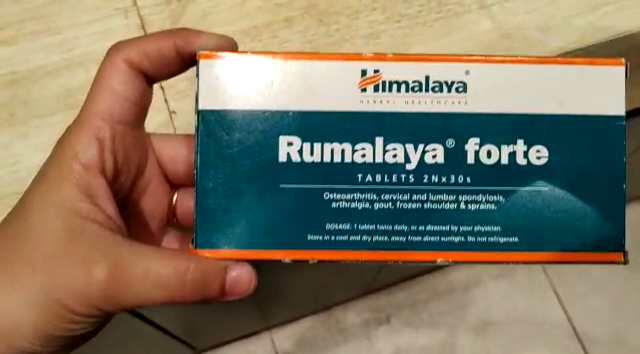 Himalaya®
HERBAL HEALTHCARE
Rumalaya® forte
TABLETS 2N x 30s
Osteoarthritis, cervical and lumbar spondylosis,
arthralgia, gout, frozen shoulder & sprains.
DOSAGE: 1 tablet twice daily, or as directed by your physician.
Store in a cool and dry place, away from direct sunlight. Do not refrigerate.